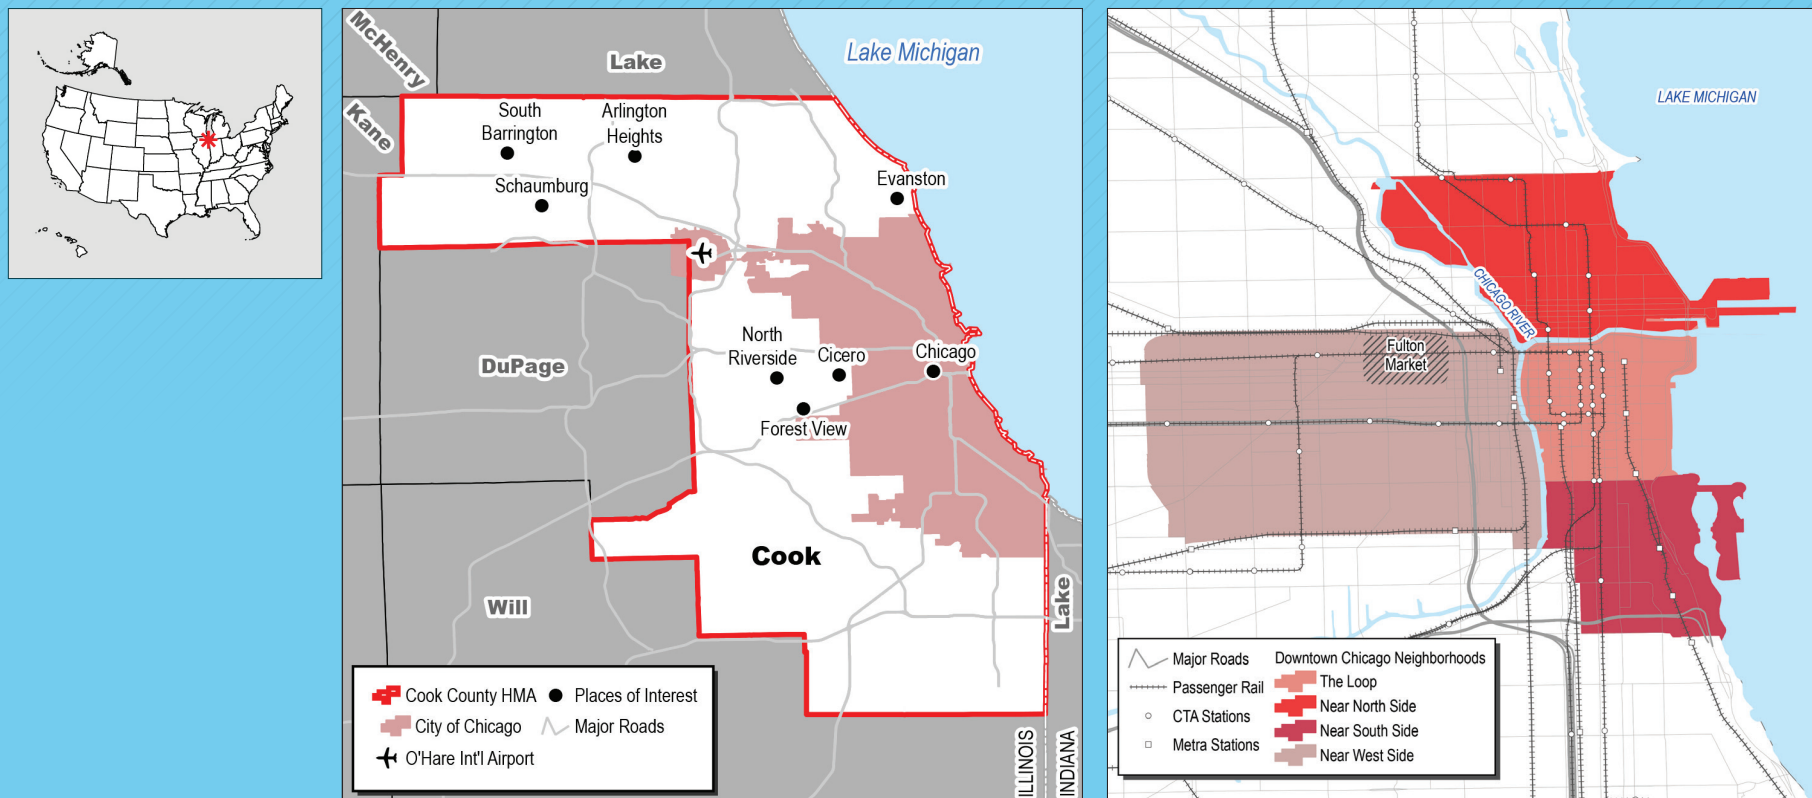 McHenry
Lake
Lake Michigan
Kane
South
Barrington
Arlington
Heights
Schaumburg
Evanston
DuPage
North
Riverside
Cicero
Chicago
Forest View
Cook
Will
Lake
Cook County HMA
Places of Interest
City of Chicago
Major Roads
O'Hare Int'l Airport
ILLINOIS
INDIANA
LAKE MICHIGAN
CHICAGO RIVER
Fulton
Market
Major Roads
Passenger Rail
CTA Stations
Metra Stations
Downtown Chicago Neighborhoods
The Loop
Near North Side
Near South Side
Near West Side